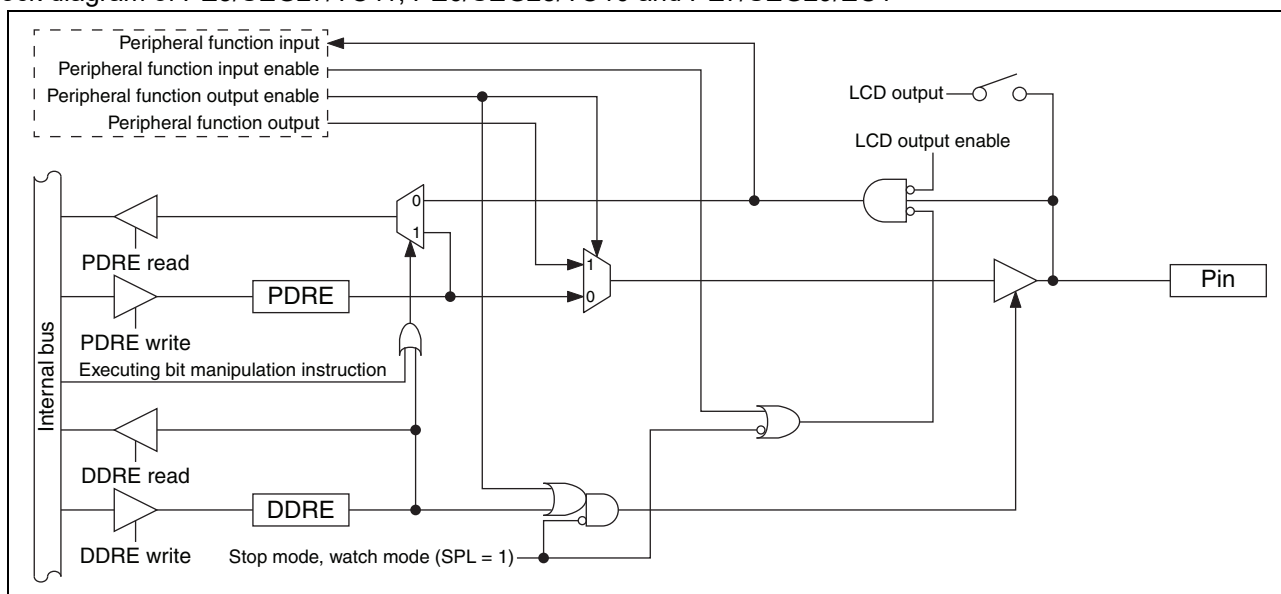 Peripheral function input
Peripheral function input enable
Peripheral function output enable
Peripheral function output
LCD output
LCD output enable
0
1
PDRE read
1
0
PDRE
Pin
PDRE write
Internal bus
Executing bit manipulation instruction
DDRE read
DDRE
DDRE write
Stop mode, watch mode (SPL = 1)